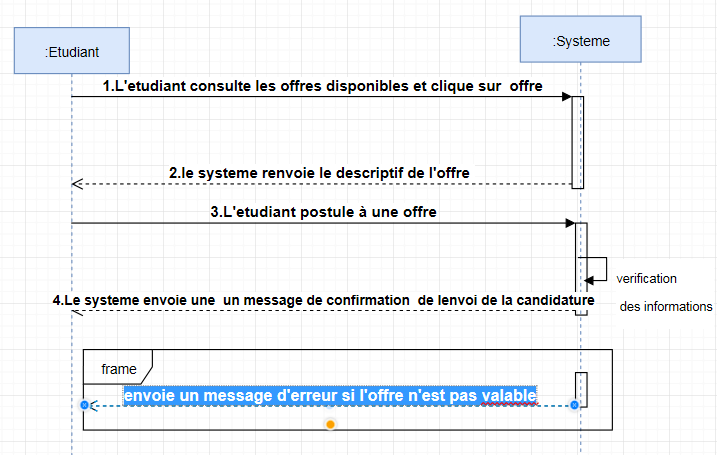 :Etudiant
:Systeme
1.L'etudiant consulte les offres disponibles et clique sur offre
2.le systeme renvoie le descriptif de l'offre
3.L'etudiant postule à une offre
verification
4.Le systeme envoie une un message de confirmation de lenvoi de la candidature
des informations
frame
envoie un message d'erreur si l'offre n'est pas valable